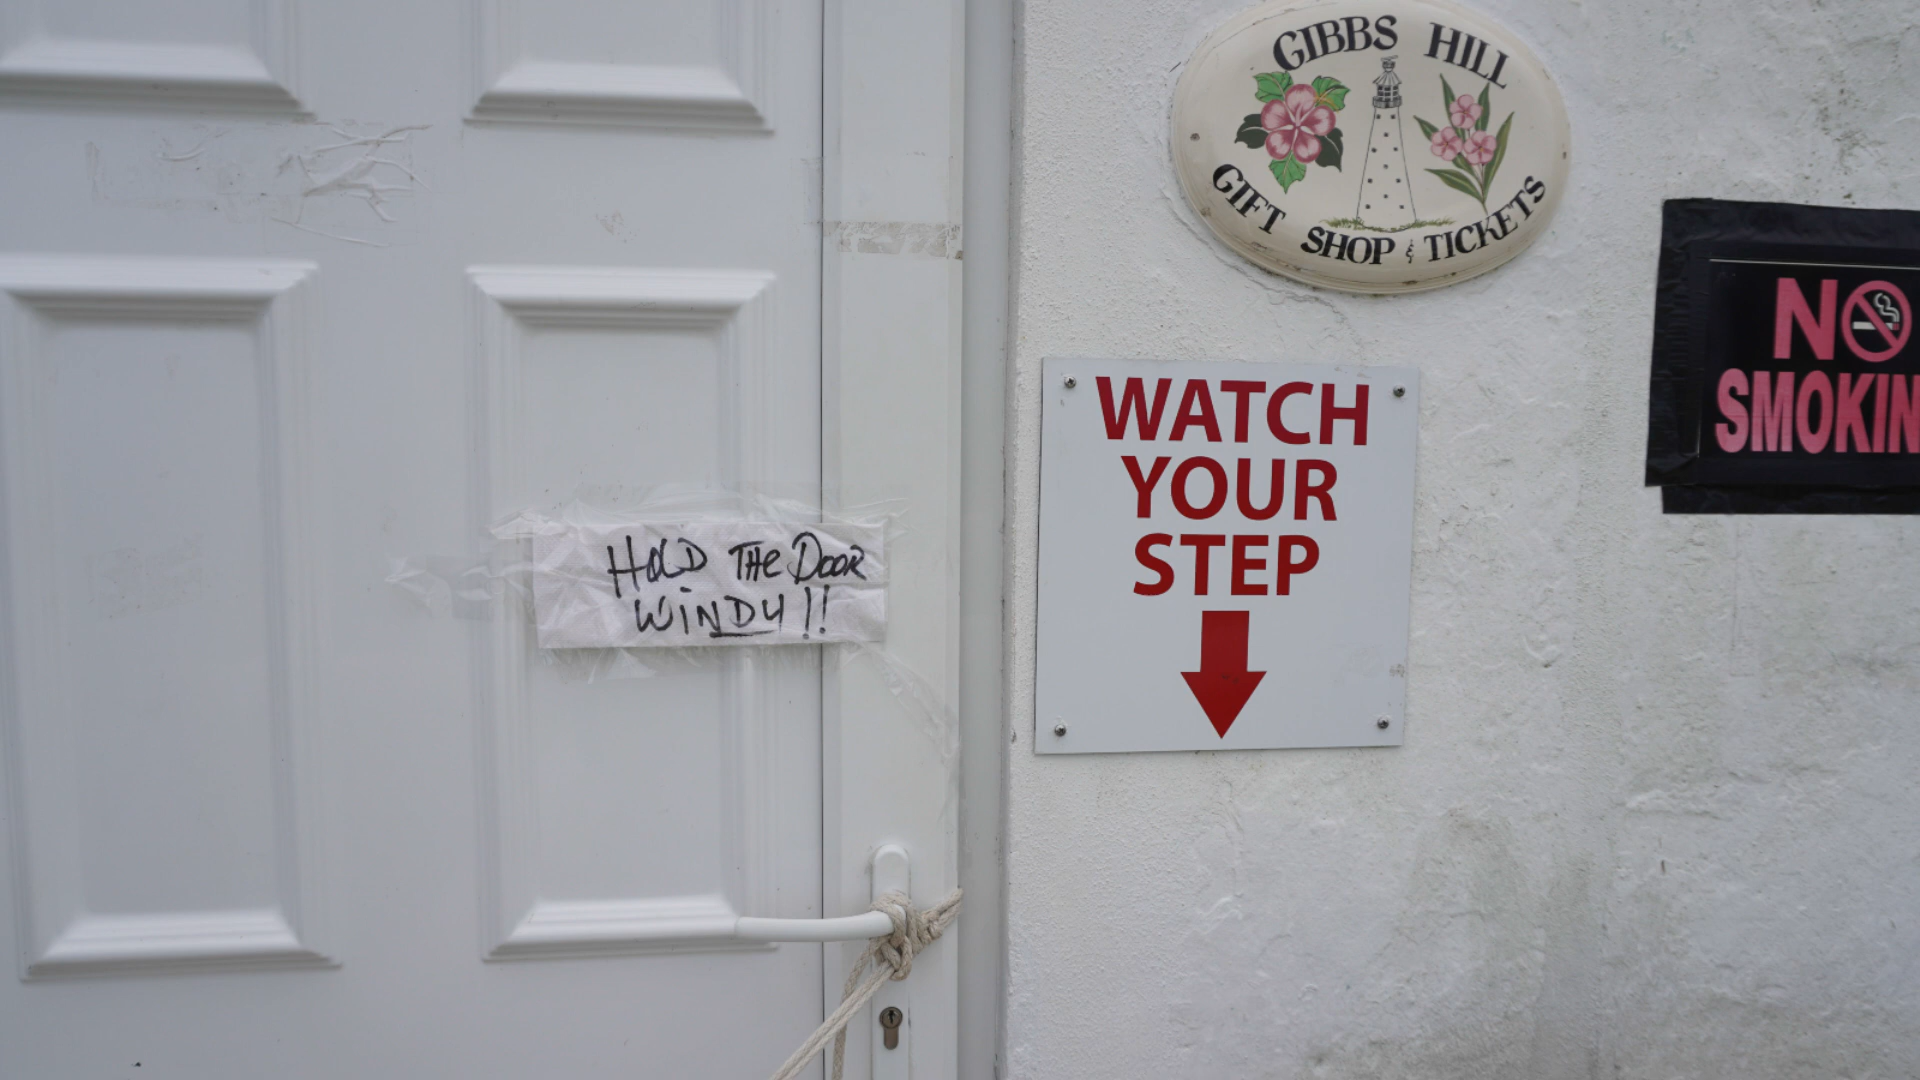 HOLD THE DOOR
WINDY!!
GIBBS HILL
GIFT SHOP & TICKETS
WATCH
YOUR
STEP
NO
SMOKIN